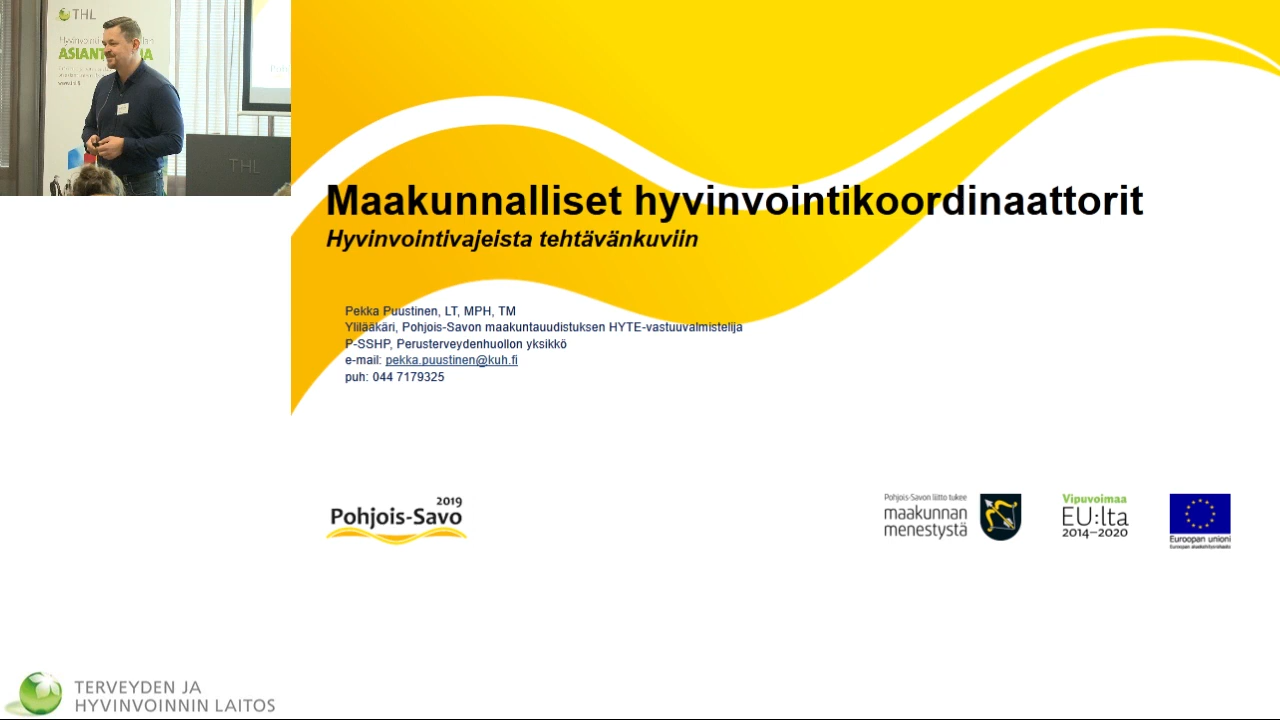 THL
Maakunnalliset hyvinvointikoordinaattorit
Hyvinvointivajeista tehtävänkuviin
Pekka Puustinen, LT, MPH, TM
Ylilääkäri, Pohjois-Savon maakuntauudistuksen HYTE-vastuuvalmistelija
P-SSHP, Perusterveydenhuollon yksikkö
e-mail: pekka.puustinen@kuh.fi
puh: 044 7179325
THL
2019
Pohjois-Savo
Pohjois-Savon liitto tukee
maakunnan
menestystä
Vipuvoimaa
EU:lta
2014–2020
Euroopan unioni
TERVEYDEN JA
HYVINVOINNIN LAITOS